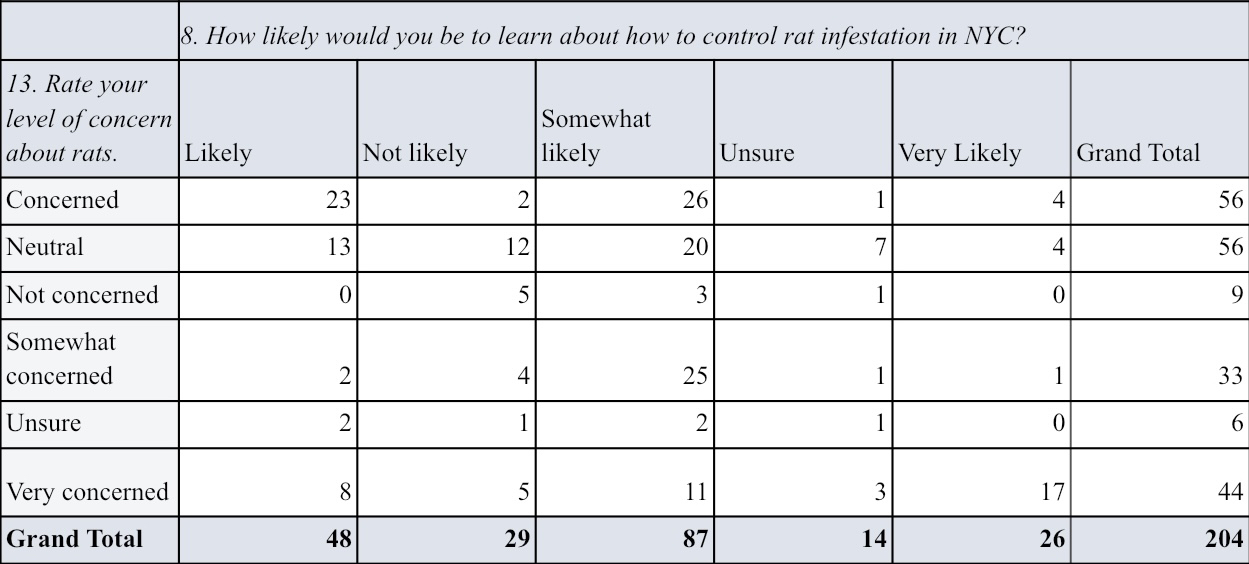 8. How likely would you be to learn about how to control rat infestation in NYC?
13. Rate your
level of concern
about rats.
Likely
Not likely
Somewhat
likely
Unsure
Very Likely
Grand Total
Concerned 23 2 26 1 4 56
Neutral 13 12 20 7 4 56
Not concerned 0 5 3 1 0 9
Somewhat
concerned 2 4 25 1 1 33
Unsure 2 1 2 1 0 6
Very concerned 8 5 11 3 17 44
Grand Total 48 29 87 14 26 204